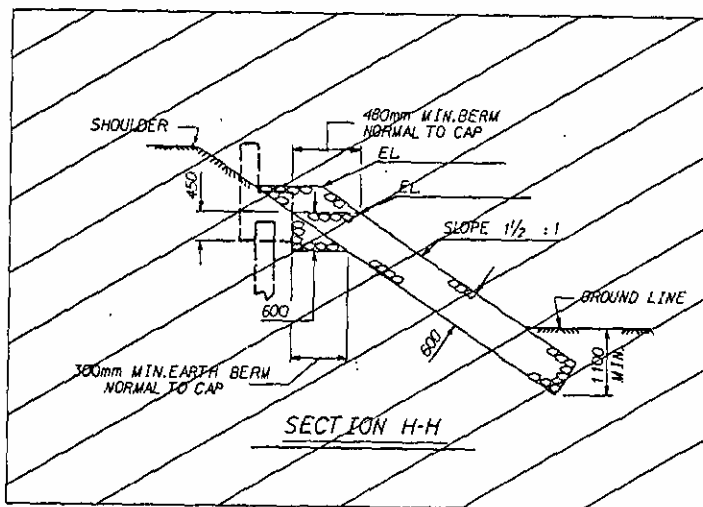 480mm MIN. BERM
NORMAL TO CAP
SHOULDER
EL
EL
450
SLOPE 1½ : 1
GROUND LINE
600
600
300mm MIN. EARTH BERM
NORMAL TO CAP
1.100
MIN.
SECTION H-H